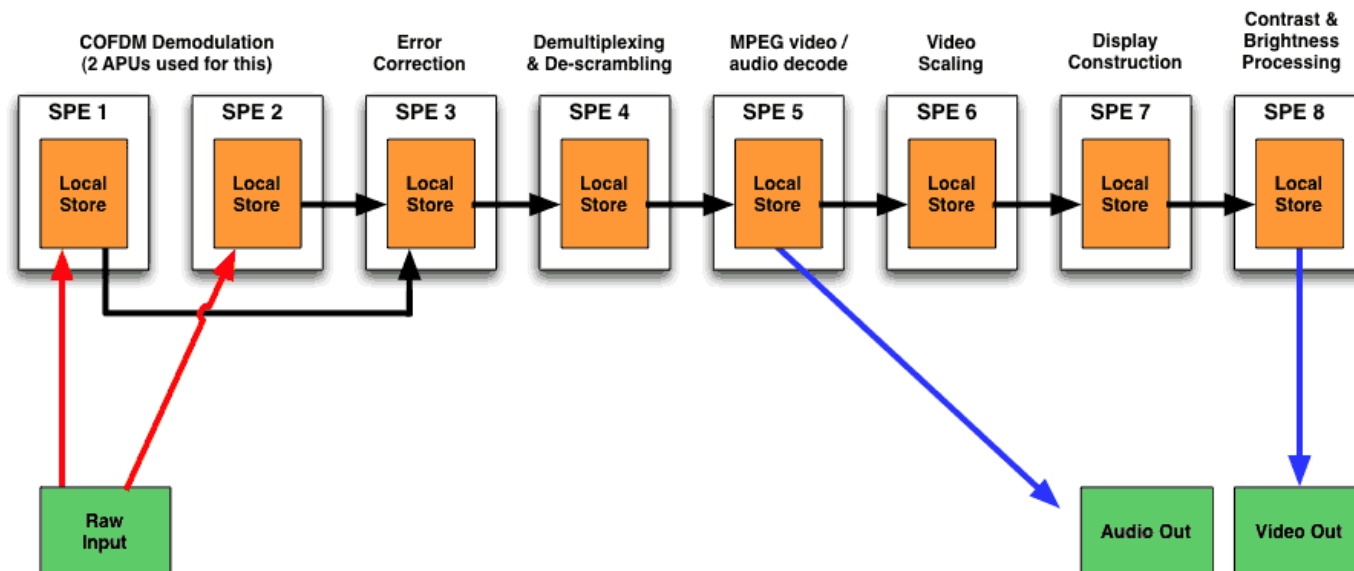 COFDM Demodulation
(2 APUs used for this)
Error
Correction
Demultiplexing
& De-scrambling
MPEG video /
audio decode
Video
Scaling
Display
Construction
Contrast &
Brightness
Processing
SPE 1
SPE 2
SPE 3
SPE 4
SPE 5
SPE 6
SPE 7
SPE 8
Local
Store
Local
Store
Local
Store
Local
Store
Local
Store
Local
Store
Local
Store
Local
Store
Raw
Input
Audio Out
Video Out